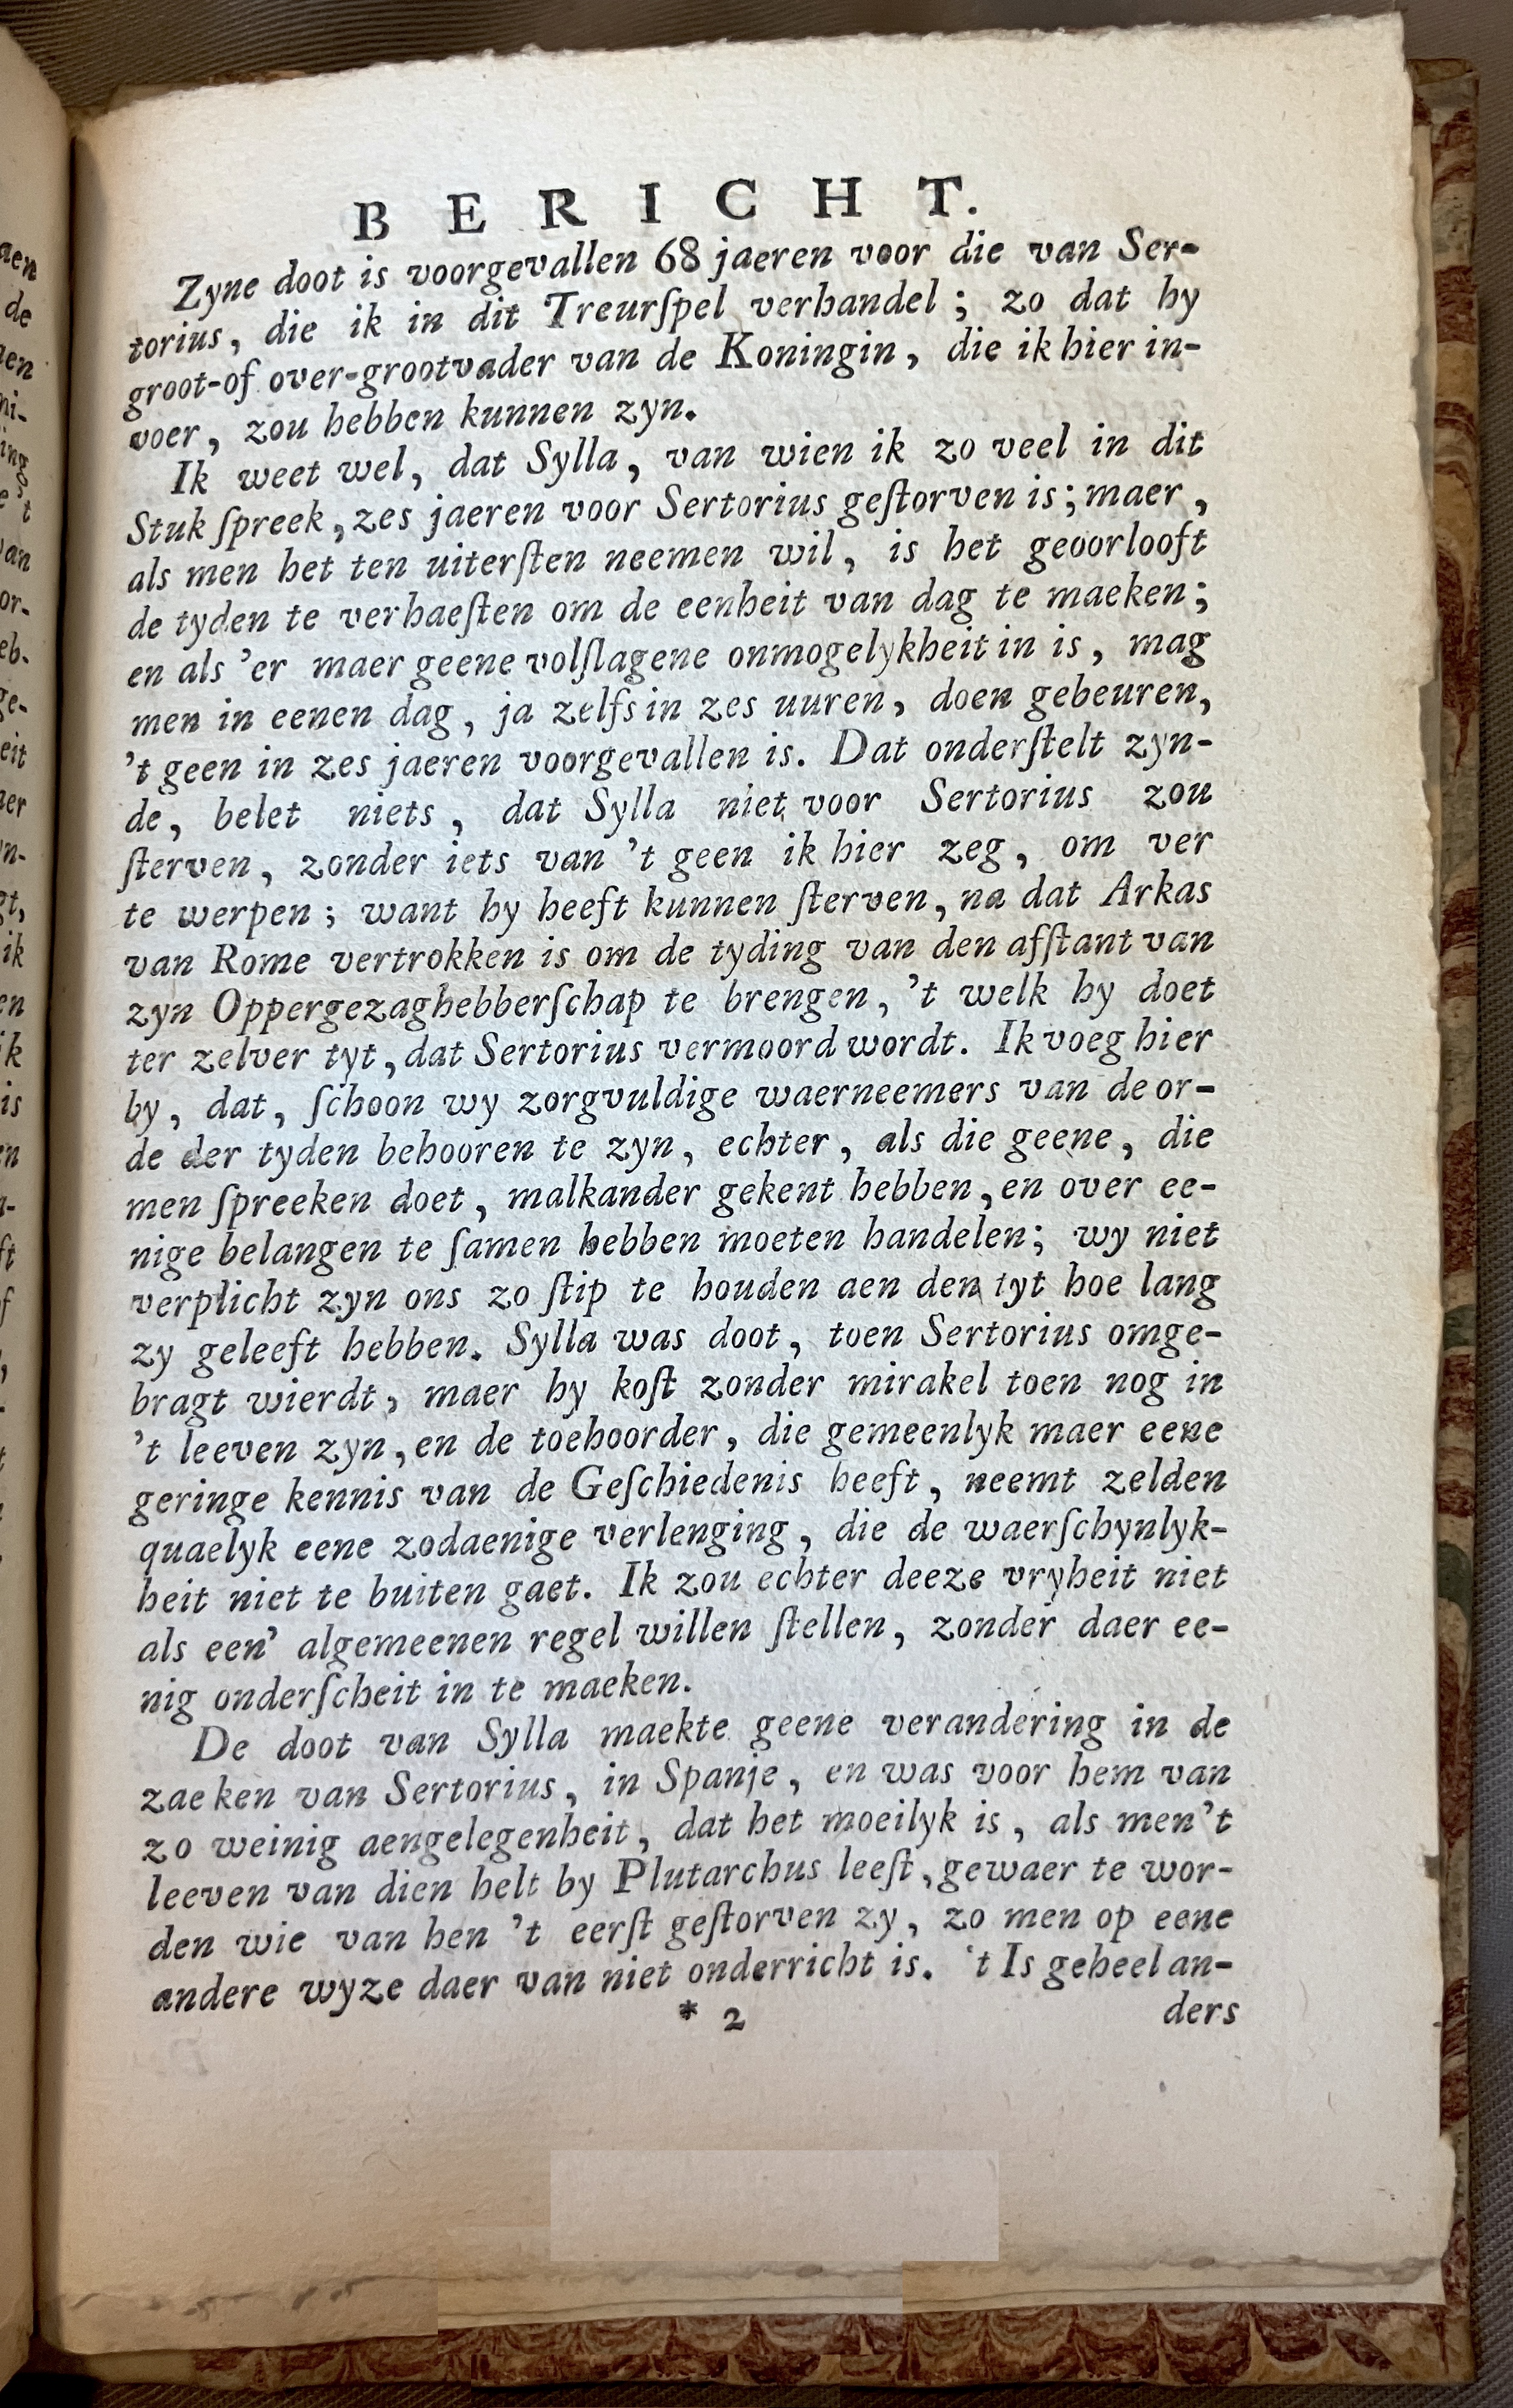 BERICHT.
Zyne doot is voorgevallen 68 jaeren voor die van Ser-
torius, die ik in dit Treurſpel verhandel; zo dat hy
groot-of over-grootvader van de Koningin, die ik hier in-
voer, zou hebben kunnen zyn.
Ik weet wel, dat Sylla, van wien ik zo veel in dit
Stuk ſpreek, zes jaeren voor Sertorius geſtorven is; maer,
als men het ten uiterſten neemen wil, is het geoorlooft
de tyden te verhaeſten om de eenheit van dag te maeken;
en als 'er maer geene volſlagene onmogelykheit in is, mag
men in eenen dag, ja zelfs in zes uuren, doen gebeuren,
't geen in zes jaeren voorgevallen is. Dat onderſtelt zyn-
de, belet niets, dat Sylla niet voor Sertorius zou
ſterven, zonder iets van 't geen ik hier zeg, om ver
te werpen; want hy heeft kunnen ſterven, na dat Arkas
van Rome vertrokken is om de tyding van den afſtant van
zyn Oppergezaghebberſchap te brengen, 't welk hy doet
ter zelver tyt, dat Sertorius vermoord wordt. Ik voeg hier
by, dat, ſchoon wy zorgvuldige waerneemers van de or-
de der tyden behooren te zyn, echter, als die geene, die
men ſpreeken doet, malkander gekent hebben, en over ee-
nige belangen te ſamen hebben moeten handelen; wy niet
verplicht zyn ons zo ſtip te houden aen den tyt hoe lang
zy geleeft hebben. Sylla was doot, toen Sertorius omge-
bragt wierdt, maer hy koſt zonder mirakel toen nog in
't leeven zyn, en de toehoorder, die gemeenlyk maer eene
geringe kennis van de Geſchiedenis heeft, neemt zelden
quaelyk eene zodaenige verlenging, die de waerſchynlyk-
heit niet te buiten gaet. Ik zou echter deeze vryheit niet
als een' algemeenen regel willen ſtellen, zonder daer ee-
nig onderſcheit in te maeken.
De doot van Sylla maekte geene verandering in de
zaeken van Sertorius, in Spanje, en was voor hem van
zo weinig aengelegenheit, dat het moeilyk is, als men 't
leeven van dien helt by Plutarchus leeſt, gewaer te wor-
den wie van hen 't eerſt geſtorven zy, zo men op eene
andere wyze daer van niet onderricht is. 't Is geheel an-
* 2 ders